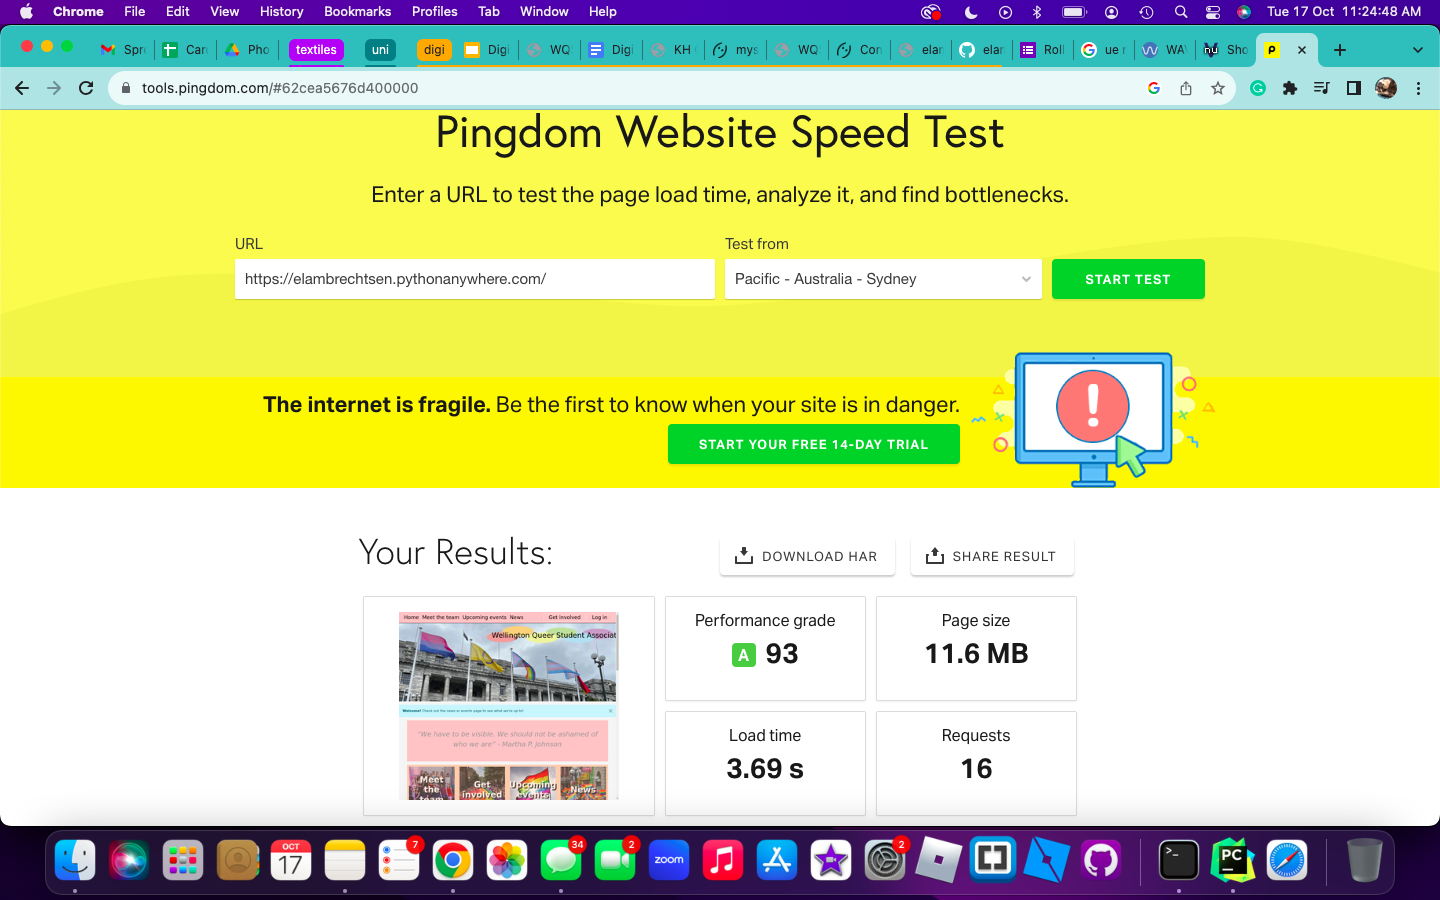 Chrome File Edit View History Bookmarks Profiles Tab Window Help Tue 17 Oct 11:24:48 AM
Spr Car Pho textiles uni digi Digi WQ Digi KH mys WQ Con elar elar Roll ue r WA Sho
tools.pingdom.com/#62cea5676d400000
Pingdom Website Speed Test
Enter a URL to test the page load time, analyze it, and find bottlenecks.
URL Test from
https://elambrechtsen.pythonanywhere.com/ Pacific - Australia - Sydney START TEST
The internet is fragile. Be the first to know when your site is in danger.
START YOUR FREE 14-DAY TRIAL
Your Results: DOWNLOAD HAR SHARE RESULT
Home Meet the team Upcoming events News Get involved Log in
Wellington Queer Student Associat
Welcome! Check out the news or events page to see what we're up to!
"We have to be visible. We should not be ashamed of
who we are" - Martha P. Johnson
Meet the team Get involved Upcoming events News
Performance grade Page size
A 93 11.6 MB
Load time Requests
3.69 s 16
OCT
17 7 34 2 zoom 2 >_ PC